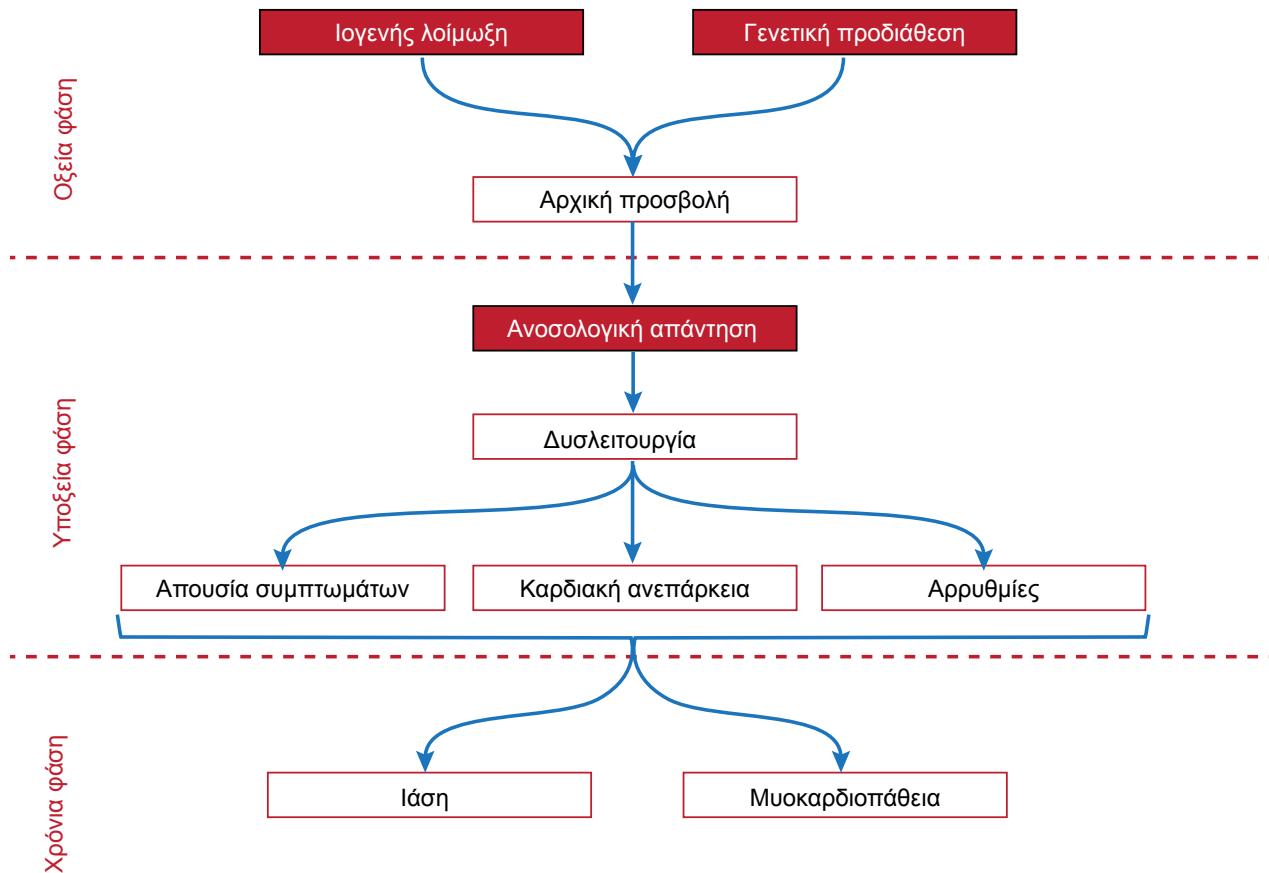 Ιογενής λοίμωξη
Γενετική προδιάθεση
Οξεία φάση
Αρχική προσβολή
Ανοσολογική απάντηση
Υποξεία φάση
Δυσλειτουργία
Απουσία συμπτωμάτων
Καρδιακή ανεπάρκεια
Αρρυθμίες
Χρόνια φάση
Ιάση
Μυοκαρδιοπάθεια